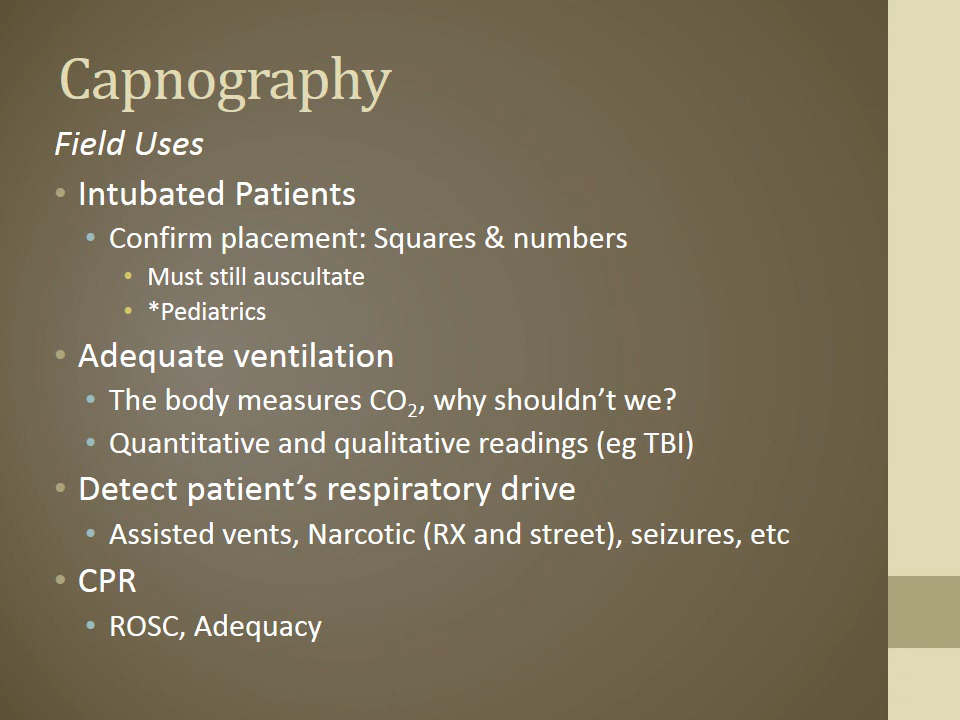 Capnography
Field Uses
• Intubated Patients
• Confirm placement: Squares & numbers
• Must still auscultate
• *Pediatrics
• Adequate ventilation
• The body measures CO₂, why shouldn’t we?
• Quantitative and qualitative readings (eg TBI)
• Detect patient’s respiratory drive
• Assisted vents, Narcotic (RX and street), seizures, etc
• CPR
• ROSC, Adequacy